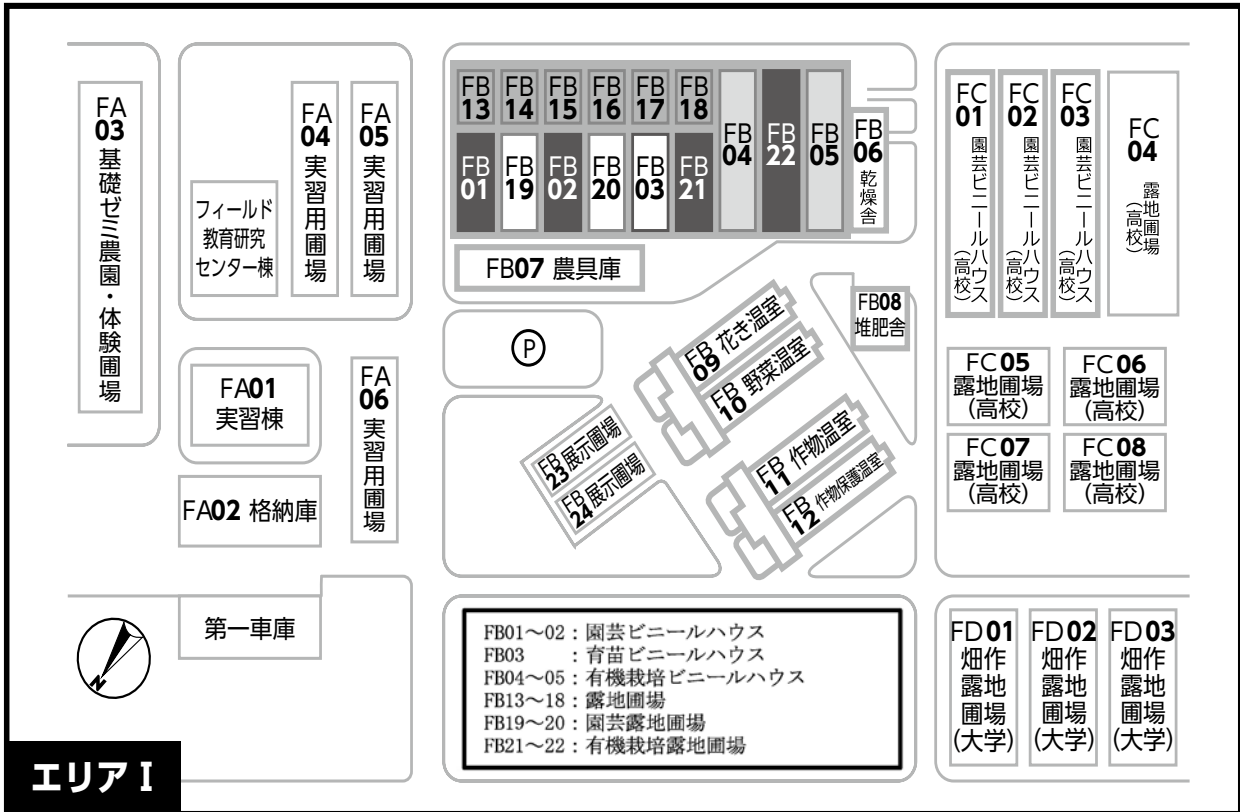 FA
03
基礎ゼミ農園・体験圃場
フィールド
教育研究
センター棟
FA
04
実習用圃場
FA
05
実習用圃場
FA01
実習棟
FA
06
実習用圃場
FA02 格納庫
第一車庫
N
エリアⅠ
FB
13
FB
14
FB
15
FB
16
FB
17
FB
18
FB
01
FB
19
FB
02
FB
20
FB
03
FB
21
FB
04
FB
22
FB
05
FB
06
乾燥舎
FB07 農具庫
P
FB08
堆肥舎
FB
09 花き温室
FB
10 野菜温室
FB
11 作物温室
FB
12 作物保護温室
FB
23 展示圃場
FB
24 展示圃場
FB01~02：園芸ビニールハウス
FB03　　：育苗ビニールハウス
FB04~05：有機栽培ビニールハウス
FB13~18：露地圃場
FB19~20：園芸露地圃場
FB21~22：有機栽培露地圃場
FC
01
園芸ビニールハウス
(高校)
FC
02
園芸ビニールハウス
(高校)
FC
03
園芸ビニールハウス
(高校)
FC
04
露地圃場
(高校)
FC05
露地圃場
(高校)
FC06
露地圃場
(高校)
FC07
露地圃場
(高校)
FC08
露地圃場
(高校)
FD01
畑作
露地
圃場
(大学)
FD02
畑作
露地
圃場
(大学)
FD03
畑作
露地
圃場
(大学)